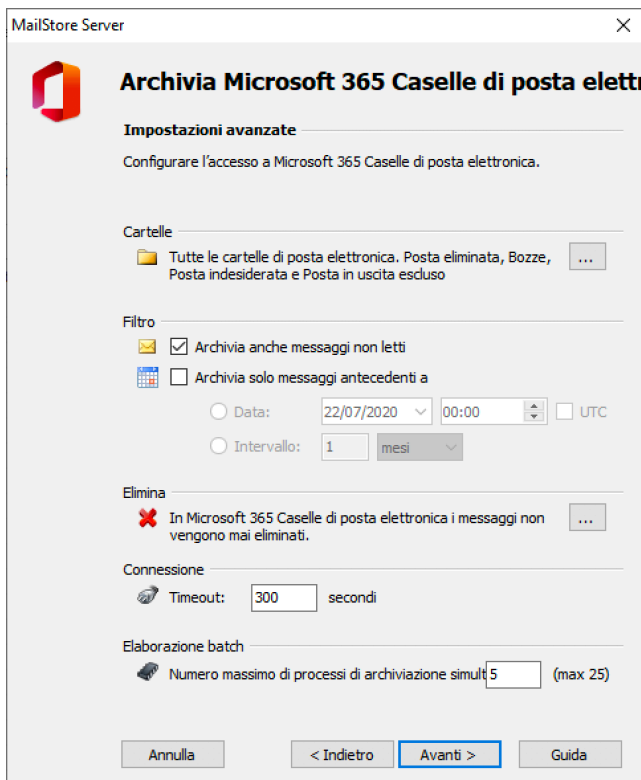 MailStore Server
Archivia Microsoft 365 Caselle di posta elettr
Impostazioni avanzate
Configurare l'accesso a Microsoft 365 Caselle di posta elettronica.
Cartelle
Tutte le cartelle di posta elettronica. Posta eliminata, Bozze,
Posta indesiderata e Posta in uscita escluso
...
Filtro
Archivia anche messaggi non letti
Archivia solo messaggi antecedenti a
Data: 22/07/2020 00:00 UTC
Intervallo: 1 mesi
Elimina
In Microsoft 365 Caselle di posta elettronica i messaggi non
vengono mai eliminati.
...
Connessione
Timeout: 300 secondi
Elaborazione batch
Numero massimo di processi di archiviazione simult 5 (max 25)
Annulla < Indietro Avanti > Guida